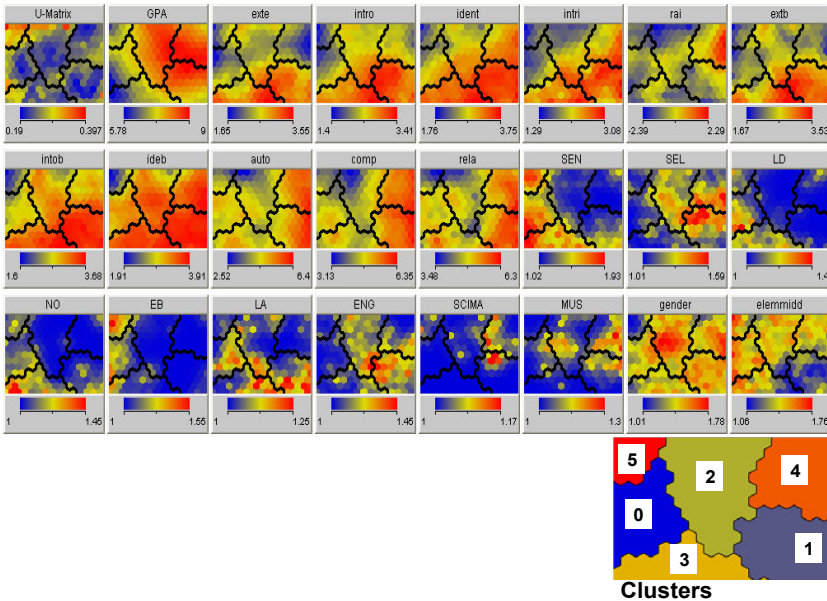 U-Matrix GPA exte intro ident intri rai extb
0.19 0.397 5.78 9 1.65 3.55 1.4 3.41 1.76 3.75 1.29 3.08 -2.39 2.29 1.67 3.53
intob ideb auto comp rela SEN SEL LD
1.6 3.68 1.91 3.91 2.52 6.4 3.13 6.35 3.48 6.3 1.02 1.93 1.01 1.59 1 1.4
NO EB LA ENG SCIMA MUS gender elemmidd
1 1.45 1 1.55 1 1.25 1 1.45 1 1.17 1 1.3 1.01 1.78 1.06 1.76
5 2 4
0
3 1
Clusters